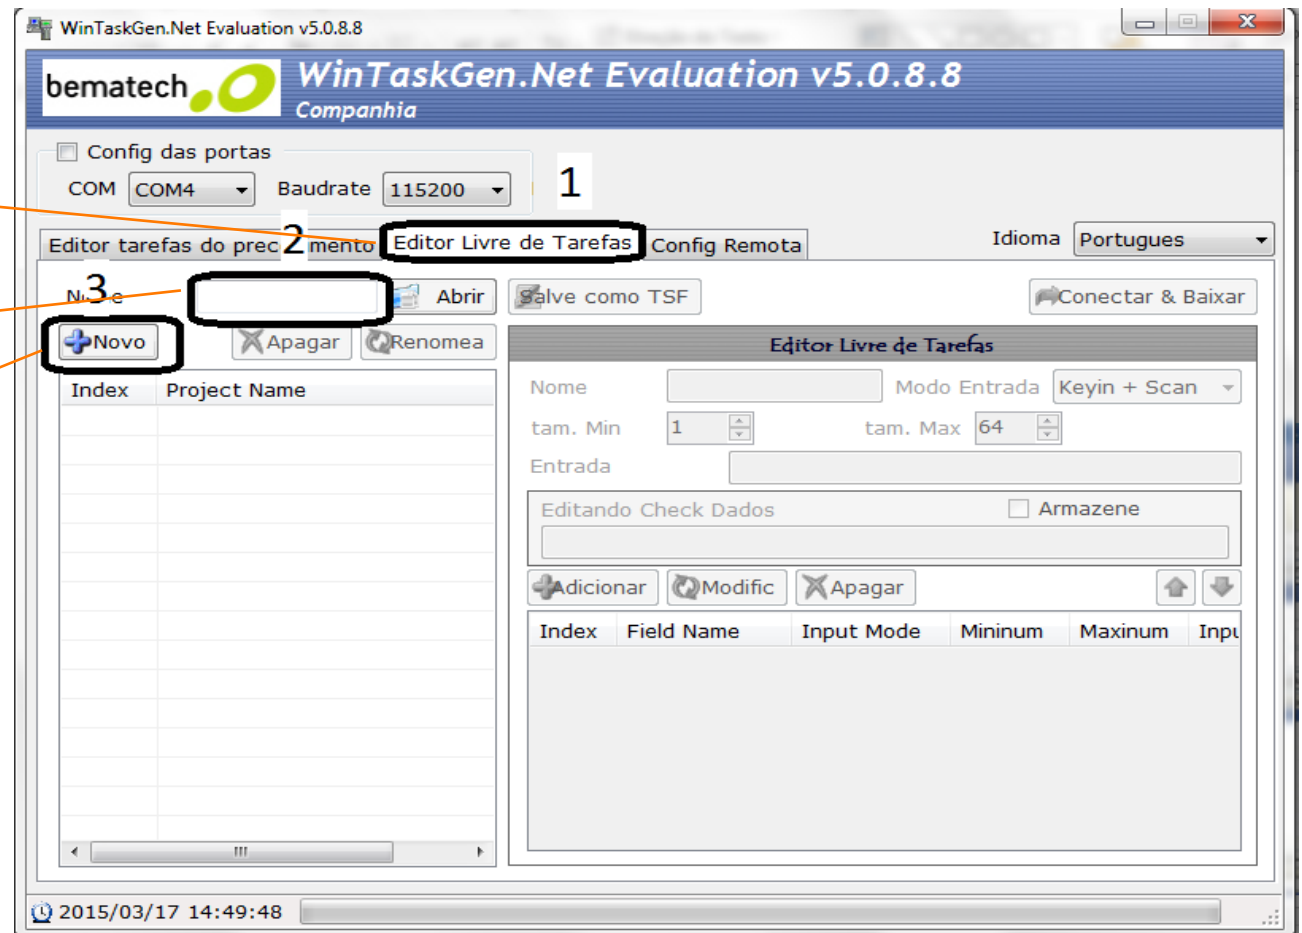 WinTaskGen.Net Evaluation v5.0.8.8
bematech
WinTaskGen.Net Evaluation v5.0.8.8
Companhia
Config das portas
COM COM4 Baudrate 115200
1
2
Editor tarefas do Editor Livre de Tarefas Config Remota Idioma Portugues
3
Abrir Salve como TSF Conectar & Baixar
Novo Apagar Renomea
Editor Livre de Tarefas
Index Project Name
Nome Modo Entrada Keyin + Scan
tam. Min 1 tam. Max 64
Entrada
Editando Check Dados Armazene
Adicionar Modific Apagar
Index Field Name Input Mode Mininum Maxinum Inpu
2015/03/17 14:49:48